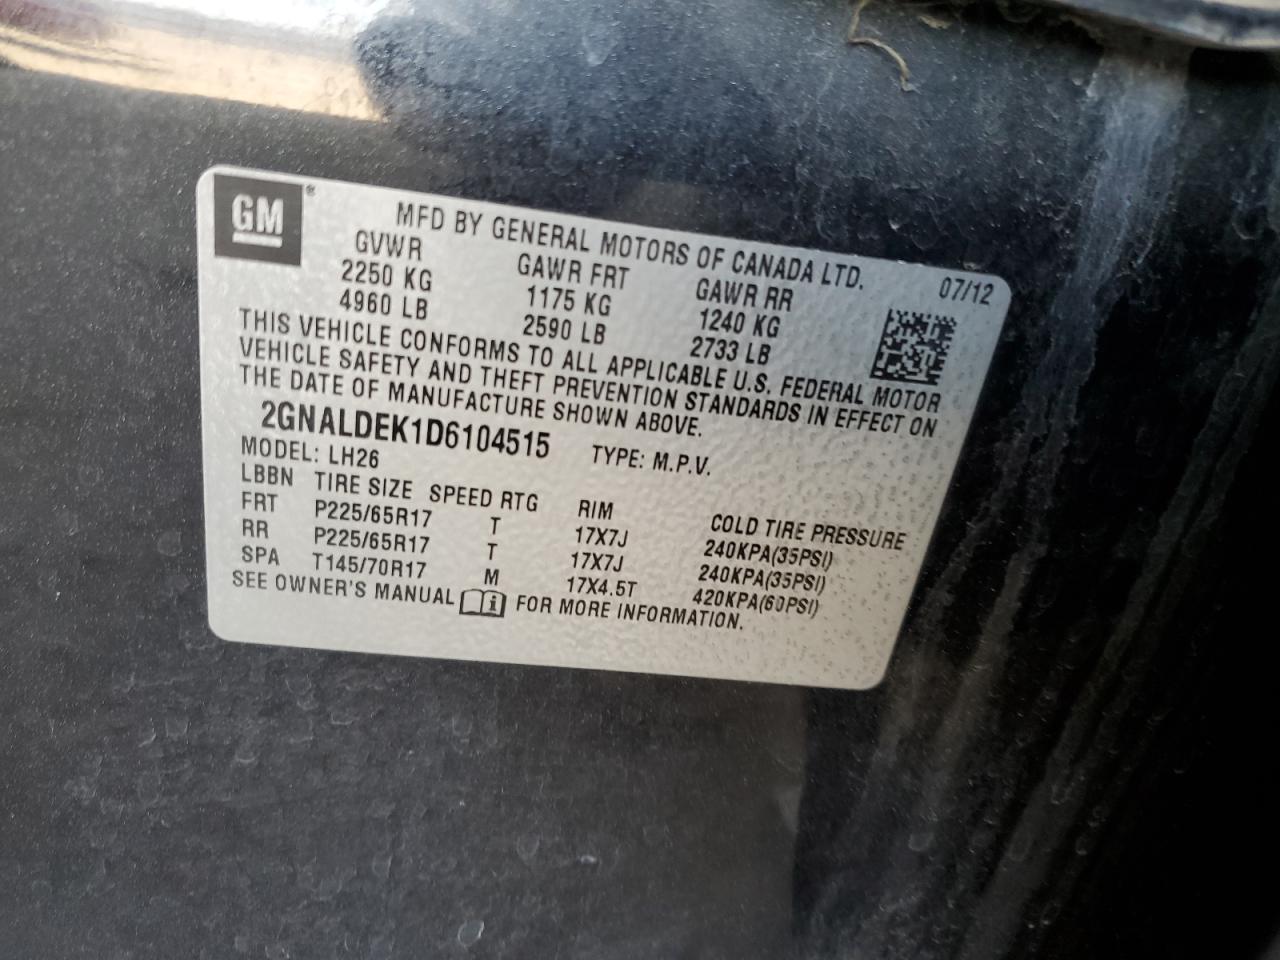 GM ®
MFD BY GENERAL MOTORS OF CANADA LTD.
07/12
GVWR GAWR FRT GAWR RR
2250 KG 1175 KG 1240 KG
4960 LB 2590 LB 2733 LB
THIS VEHICLE CONFORMS TO ALL APPLICABLE U.S. FEDERAL MOTOR
VEHICLE SAFETY AND THEFT PREVENTION STANDARDS IN EFFECT ON
THE DATE OF MANUFACTURE SHOWN ABOVE.
2GNALDEK1D6104515 TYPE: M.P.V.
MODEL: LH26
LBBN TIRE SIZE SPEED RTG RIM COLD TIRE PRESSURE
FRT P225/65R17 T 17X7J 240KPA(35PSI)
RR P225/65R17 T 17X7J 240KPA(35PSI)
SPA T145/70R17 M 17X4.5T 420KPA(60PSI)
SEE OWNER'S MANUAL i FOR MORE INFORMATION.